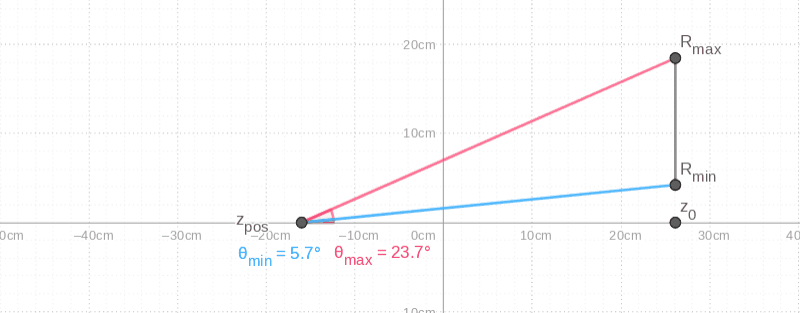 20cm
R_max
10cm
R_min
z_pos
z_0
0cm −40cm −30cm −20cm −10cm 0cm 10cm 20cm 30cm 40
θ_min = 5.7° θ_max = 23.7°
10cm